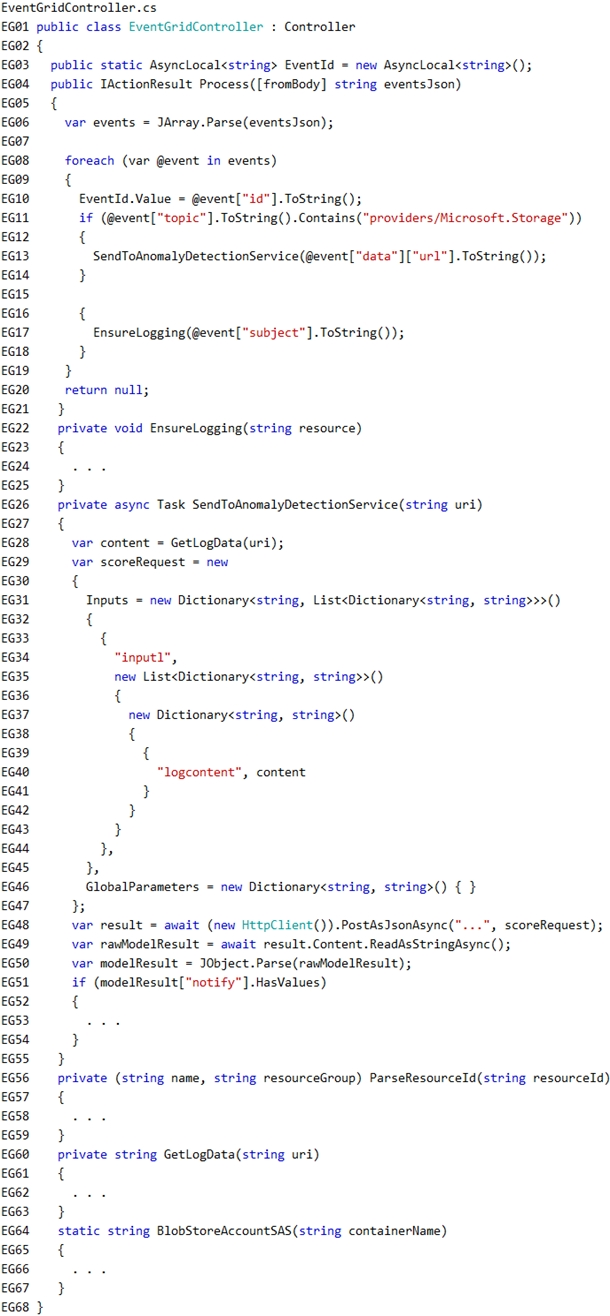 EventGridController.cs
EG01 public class EventGridController : Controller
EG02 {
EG03 public static AsyncLocal<string> EventId = new AsyncLocal<string>();
EG04 public IActionResult Process([fromBody] string eventsJson)
EG05 {
EG06 var events = JArray.Parse(eventsJson);
EG07
EG08 foreach (var @event in events)
EG09 {
EG10 EventId.Value = @event["id"].ToString();
EG11 if (@event["topic"].ToString().Contains("providers/Microsoft.Storage"))
EG12 {
EG13 SendToAnomalyDetectionService(@event["data"]["url"].ToString());
EG14 }
EG15
EG16 {
EG17 EnsureLogging(@event["subject"].ToString());
EG18 }
EG19 }
EG20 return null;
EG21 }
EG22 private void EnsureLogging(string resource)
EG23 {
EG24 . . .
EG25 }
EG26 private async Task SendToAnomalyDetectionService(string uri)
EG27 {
EG28 var content = GetLogData(uri);
EG29 var scoreRequest = new
EG30 {
EG31 Inputs = new Dictionary<string, List<Dictionary<string, string>>>()
EG32 {
EG33 {
EG34 "input1",
EG35 new List<Dictionary<string, string>>()
EG36 {
EG37 new Dictionary<string, string>()
EG38 {
EG39 {
EG40 "logcontent", content
EG41 }
EG42 }
EG43 }
EG44 },
EG45 },
EG46 GlobalParameters = new Dictionary<string, string>() { }
EG47 };
EG48 var result = await (new HttpClient()).PostAsJsonAsync("...", scoreRequest);
EG49 var rawModelResult = await result.Content.ReadAsStringAsync();
EG50 var modelResult = JObject.Parse(rawModelResult);
EG51 if (modelResult["notify"].HasValues)
EG52 {
EG53 . . .
EG54 }
EG55 }
EG56 private (string name, string resourceGroup) ParseResourceId(string resourceId)
EG57 {
EG58 . . .
EG59 }
EG60 private string GetLogData(string uri)
EG61 {
EG62 . . .
EG63 }
EG64 static string BlobStoreAccountSAS(string containerName)
EG65 {
EG66 . . .
EG67 }
EG68 }